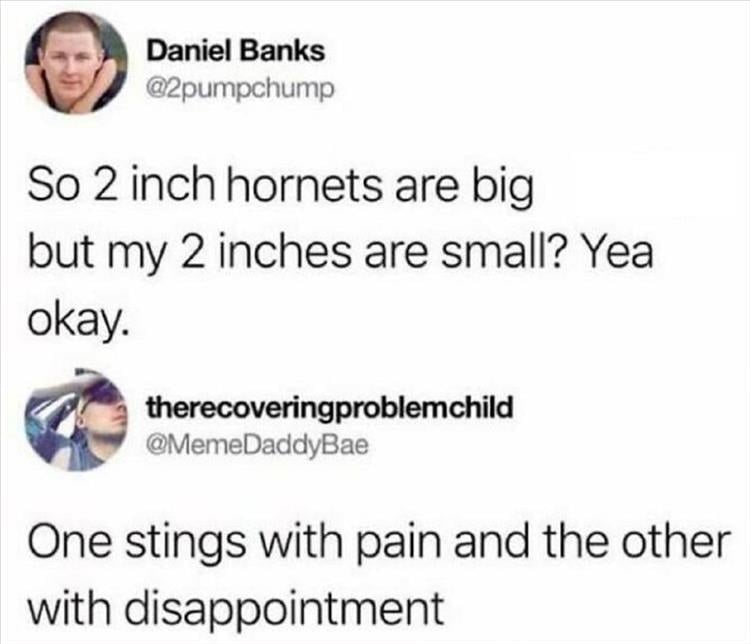 Daniel Banks
@2pumpchump
So 2 inch hornets are big
but my 2 inches are small? Yea
okay.
therecoveringproblemchild
@MemeDaddyBae
One stings with pain and the other
with disappointment